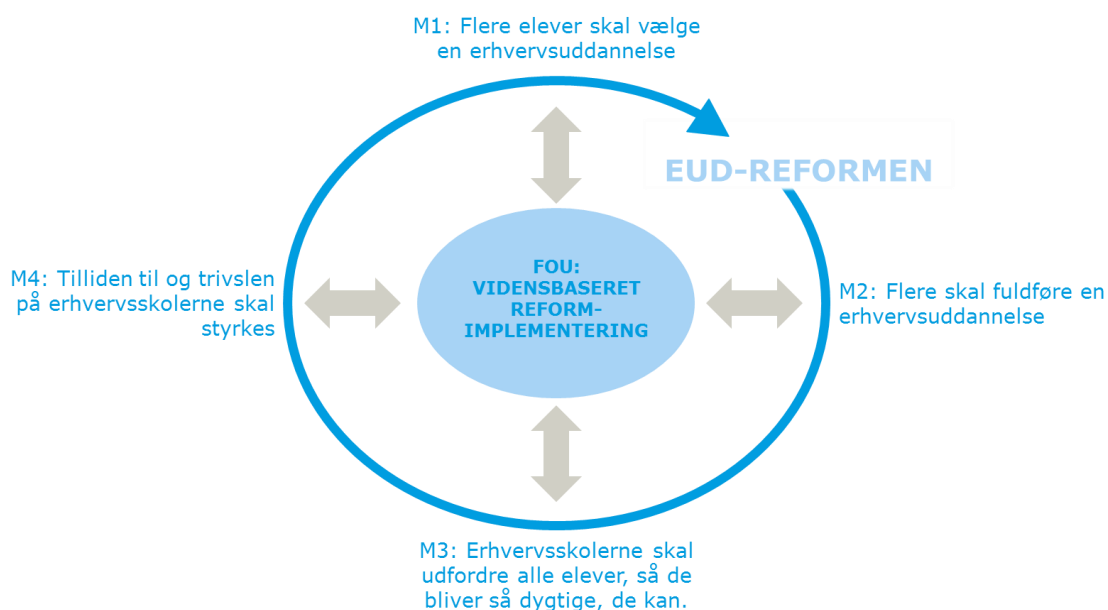 M1: Flere elever skal vælge
en erhvervsuddannelse
EUD-REFORMEN
M4: Tilliden til og trivslen
på erhvervsskolerne skal
styrkes
FOU:
VIDENSBASERET
REFORM-
IMPLEMENTERING
M2: Flere skal fuldføre en
erhvervsuddannelse
M3: Erhvervsskolerne skal
udfordre alle elever, så de
bliver så dygtige, de kan.